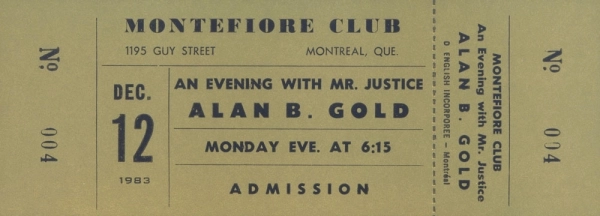 No 004
MONTEFIORE CLUB
1195 GUY STREET MONTREAL, QUE.
DEC.
12
1983
AN EVENING WITH MR. JUSTICE
ALAN B. GOLD
MONDAY EVE. AT 6:15
ADMISSION
MONTEFIORE CLUB
An Evening with Mr. Justice
ALAN B. GOLD
O ENGLISH INCORPOREE - Montréal
No 004